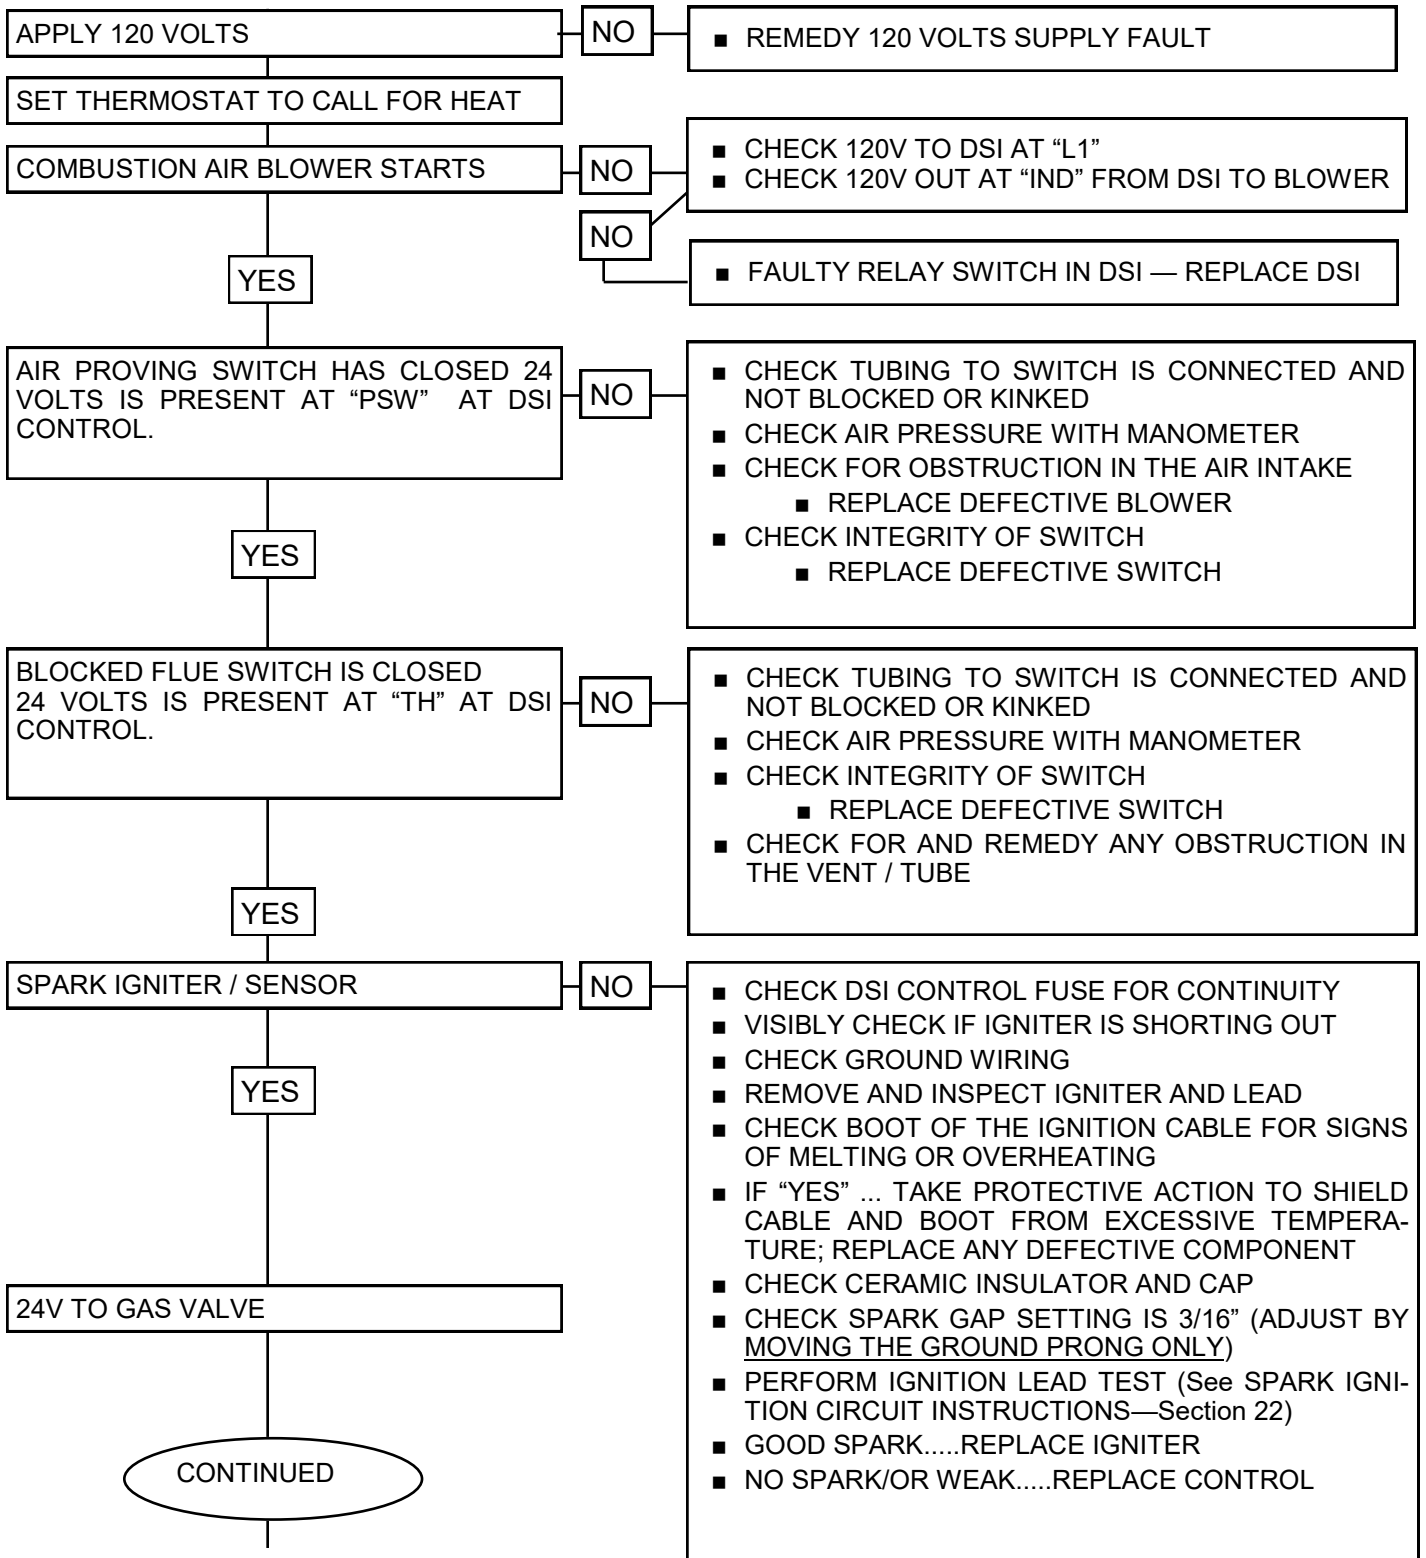 APPLY 120 VOLTS
NO
■ REMEDY 120 VOLTS SUPPLY FAULT
SET THERMOSTAT TO CALL FOR HEAT
COMBUSTION AIR BLOWER STARTS
NO
■ CHECK 120V TO DSI AT “L1”
■ CHECK 120V OUT AT “IND” FROM DSI TO BLOWER
NO
■ FAULTY RELAY SWITCH IN DSI — REPLACE DSI
YES
AIR PROVING SWITCH HAS CLOSED 24
VOLTS IS PRESENT AT “PSW” AT DSI
CONTROL.
NO
■ CHECK TUBING TO SWITCH IS CONNECTED AND
NOT BLOCKED OR KINKED
■ CHECK AIR PRESSURE WITH MANOMETER
■ CHECK FOR OBSTRUCTION IN THE AIR INTAKE
■ REPLACE DEFECTIVE BLOWER
■ CHECK INTEGRITY OF SWITCH
■ REPLACE DEFECTIVE SWITCH
YES
BLOCKED FLUE SWITCH IS CLOSED
24 VOLTS IS PRESENT AT “TH” AT DSI
CONTROL.
NO
■ CHECK TUBING TO SWITCH IS CONNECTED AND
NOT BLOCKED OR KINKED
■ CHECK AIR PRESSURE WITH MANOMETER
■ CHECK INTEGRITY OF SWITCH
■ REPLACE DEFECTIVE SWITCH
■ CHECK FOR AND REMEDY ANY OBSTRUCTION IN
THE VENT / TUBE
YES
SPARK IGNITER / SENSOR
NO
■ CHECK DSI CONTROL FUSE FOR CONTINUITY
■ VISIBLY CHECK IF IGNITER IS SHORTING OUT
■ CHECK GROUND WIRING
■ REMOVE AND INSPECT IGNITER AND LEAD
■ CHECK BOOT OF THE IGNITION CABLE FOR SIGNS
OF MELTING OR OVERHEATING
■ IF “YES” ... TAKE PROTECTIVE ACTION TO SHIELD
CABLE AND BOOT FROM EXCESSIVE TEMPERA-
TURE; REPLACE ANY DEFECTIVE COMPONENT
■ CHECK CERAMIC INSULATOR AND CAP
■ CHECK SPARK GAP SETTING IS 3/16” (ADJUST BY
MOVING THE GROUND PRONG ONLY)
■ PERFORM IGNITION LEAD TEST (See SPARK IGNI-
TION CIRCUIT INSTRUCTIONS—Section 22)
■ GOOD SPARK.....REPLACE IGNITER
■ NO SPARK/OR WEAK.....REPLACE CONTROL
YES
24V TO GAS VALVE
CONTINUED